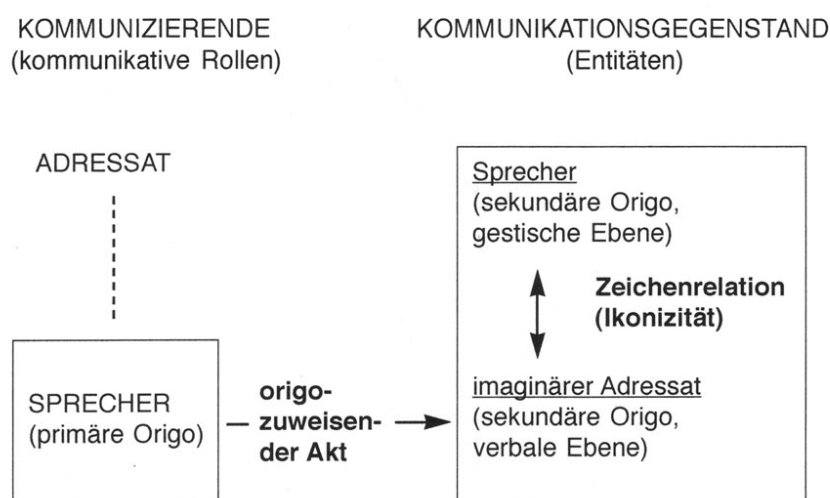 KOMMUNIZIERENDE
(kommunikative Rollen)
KOMMUNIKATIONSGEGENSTAND
(Entitäten)
ADRESSAT
SPRECHER
(primäre Origo)
origo-
zuweisen-
der Akt
Sprecher
(sekundäre Origo,
gestische Ebene)
Zeichenrelation
(Ikonizität)
imaginärer Adressat
(sekundäre Origo,
verbale Ebene)